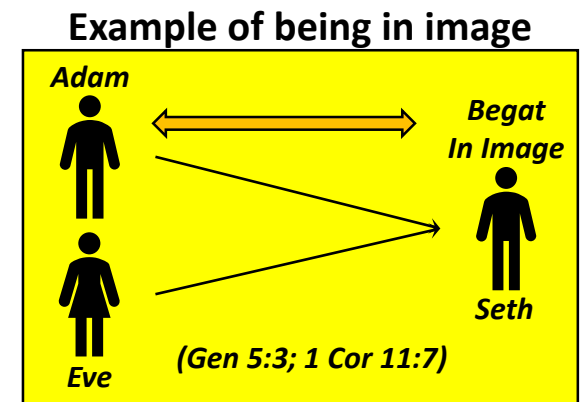 Example of being in image
Adam
Begat
In Image
Seth
Eve
(Gen 5:3; 1 Cor 11:7)